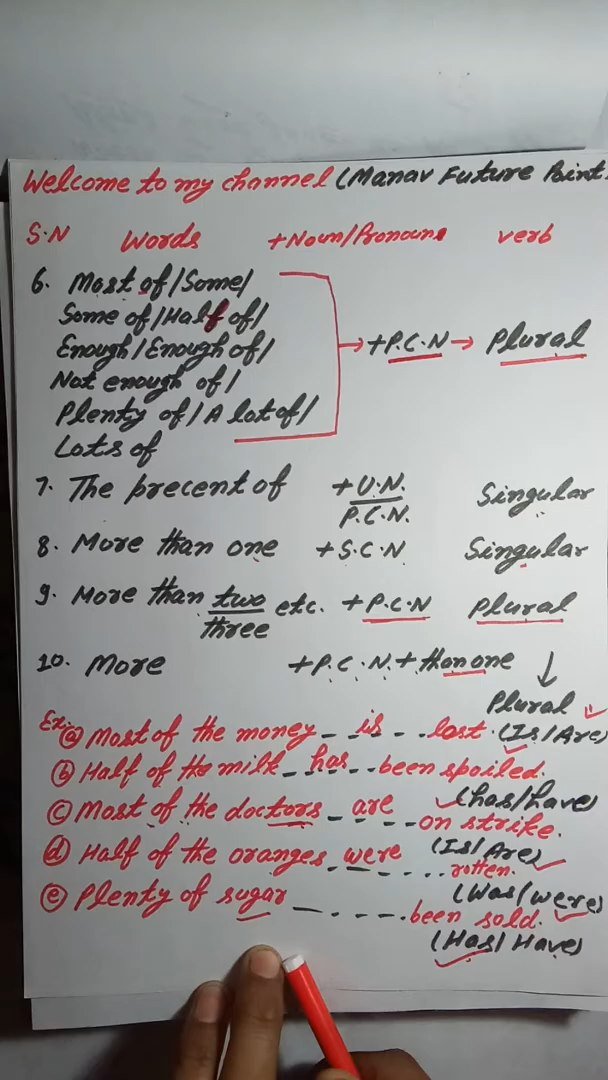 Welcome to my channel (Manav Future Point)
S.N Words +Noun/Pronouns verb
6. Most of/Some/
Some of/Half of/
Enough/Enough of/ → +P.C.N → Plural
Not enough of/
Plenty of/A lot of/
Lots of
7. The precent of +U.N./P.C.N. Singular
8. More than one +S.C.N Singular
9. More than two/three etc. +P.C.N Plural
10. More +P.C.N.+than one ↓
Plural
Ex. (a) Most of the money is lost. (Is/Are)
(b) Half of the milk has been spoiled.
(has/have)
(c) Most of the doctors are on strike.
(Is/Are)
(d) Half of the oranges were rotten.
(Was/were)
(e) Plenty of sugar ---- been sold.
(Has/Have)